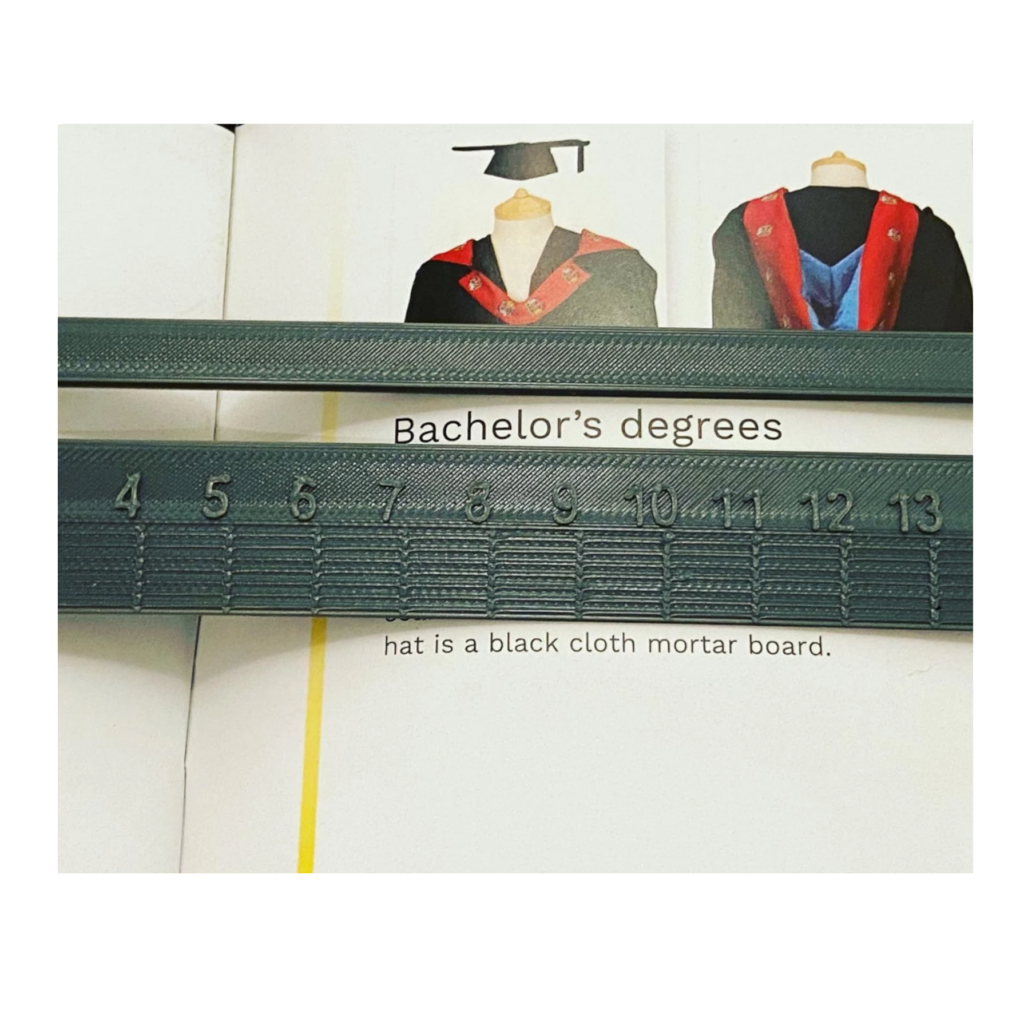 Bachelor's degrees
4 5 6 7 8 9 10 11 12 13
hat is a black cloth mortar board.